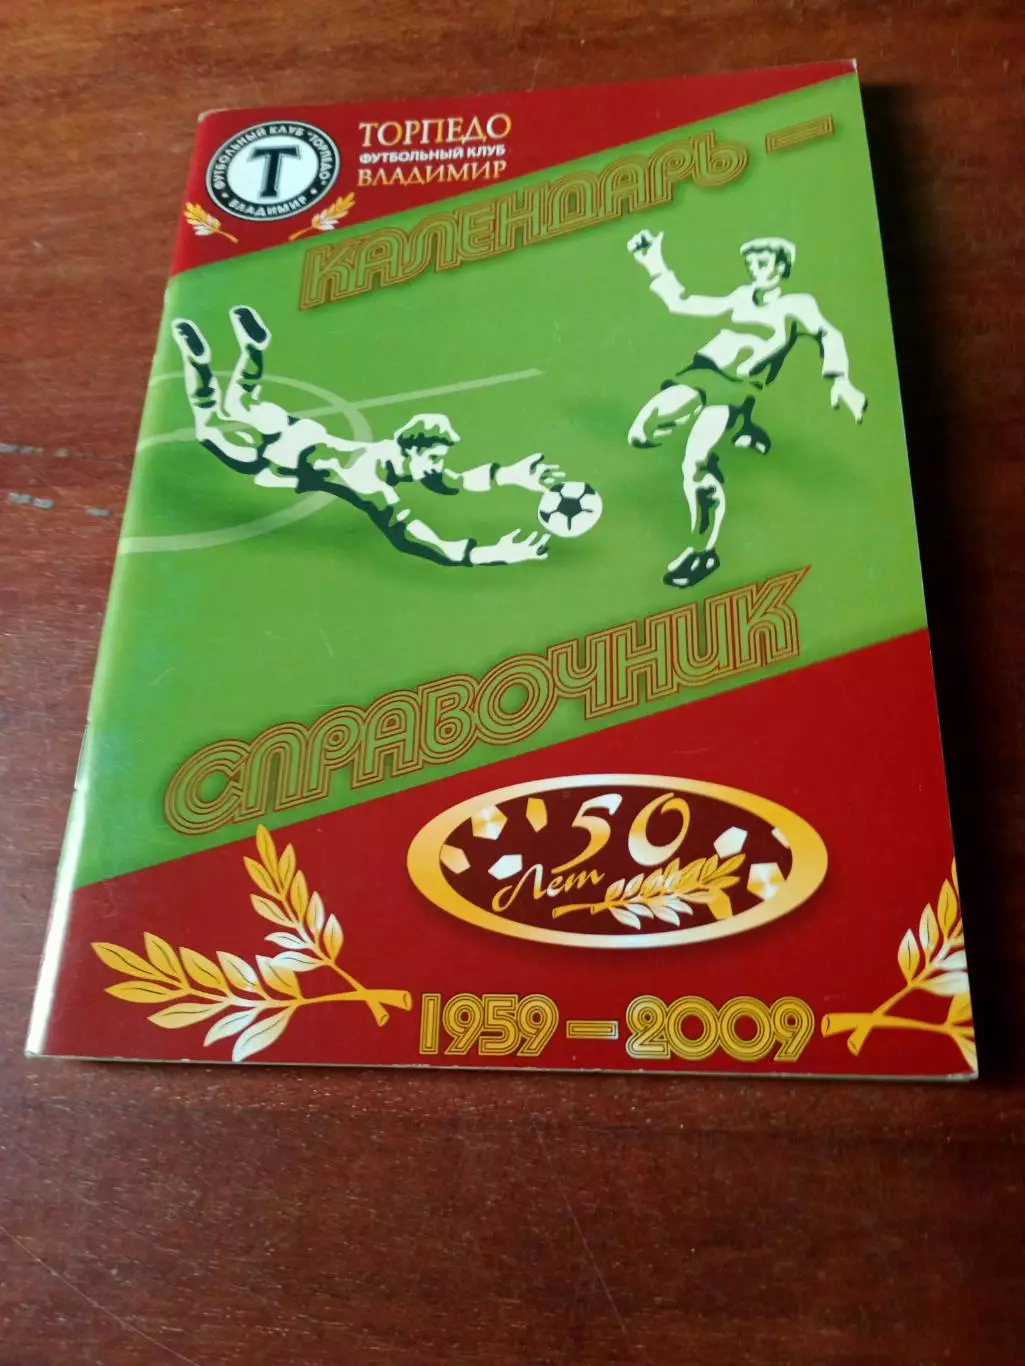 ФУТБОЛЬНЫЙ КЛУБ "ТОРПЕДО"
Т
ВЛАДИМИР
ТОРПЕДО
ФУТБОЛЬНЫЙ КЛУБ
ВЛАДИМИР
КАЛЕНДАРЬ –
СПРАВОЧНИК
50
лет
1959 – 2009